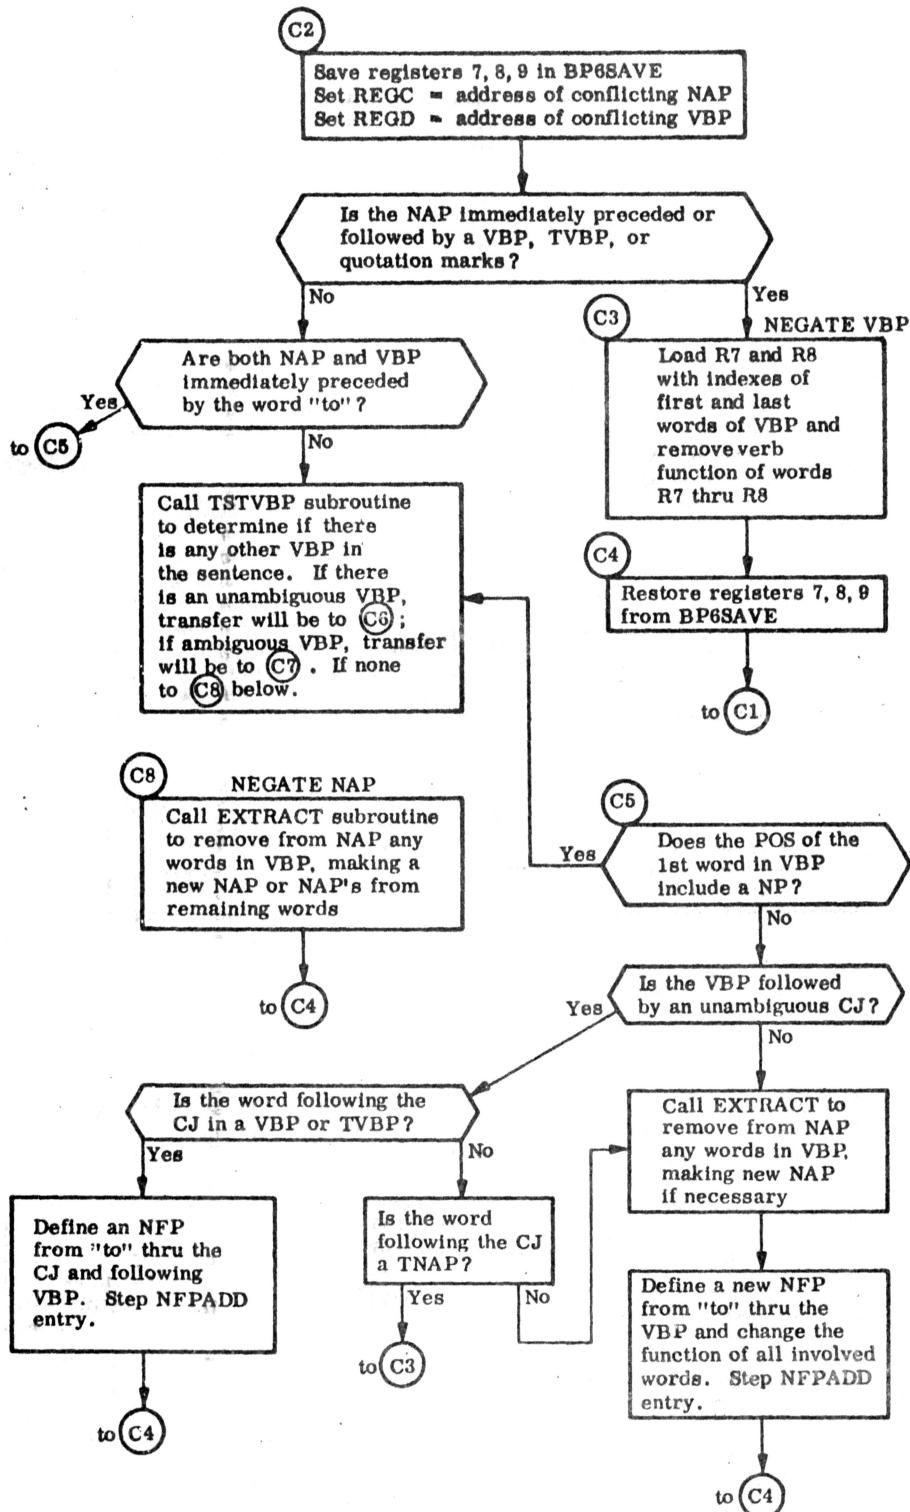 C2
Save registers 7, 8, 9 in BP6SAVE
Set REGC = address of conflicting NAP
Set REGD = address of conflicting VBP
Is the NAP immediately preceded or
followed by a VBP, TVBP, or
quotation marks?
No
Yes
C3
NEGATE VBP
Load R7 and R8
with indexes of
first and last
words of VBP and
remove verb
function of words
R7 thru R8
Are both NAP and VBP
immediately preceded
by the word "to"?
Yes
to C5
No
Call TSTVBP subroutine
to determine if there
is any other VBP in
the sentence. If there
is an unambiguous VBP,
transfer will be to C6;
if ambiguous VBP, transfer
will be to C7. If none
to C8 below.
C4
Restore registers 7, 8, 9
from BP6SAVE
to C1
C8
NEGATE NAP
Call EXTRACT subroutine
to remove from NAP any
words in VBP, making a
new NAP or NAP's from
remaining words
to C4
C5
Does the POS of the
1st word in VBP
include a NP?
Yes
No
Is the VBP followed
by an unambiguous CJ?
Yes
No
Is the word following the
CJ in a VBP or TVBP?
Yes
No
Call EXTRACT to
remove from NAP
any words in VBP,
making new NAP
if necessary
Define an NFP
from "to" thru the
CJ and following
VBP. Step NFPADD
entry.
to C4
Is the word
following the CJ
a TNAP?
Yes
No
to C3
Define a new NFP
from "to" thru the
VBP and change the
function of all involved
words. Step NFPADD
entry.
to C4